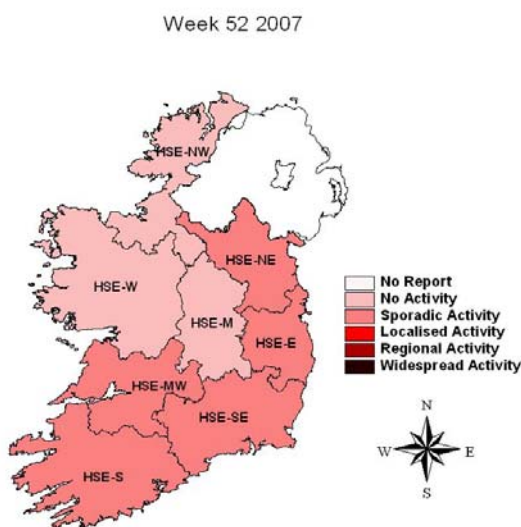 Week 52 2007
HSE-NW
HSE-NE
HSE-W
HSE-M
HSE-E
HSE-MW
HSE-SE
HSE-S
No Report
No Activity
Sporadic Activity
Localised Activity
Regional Activity
Widespread Activity
N
W E
S